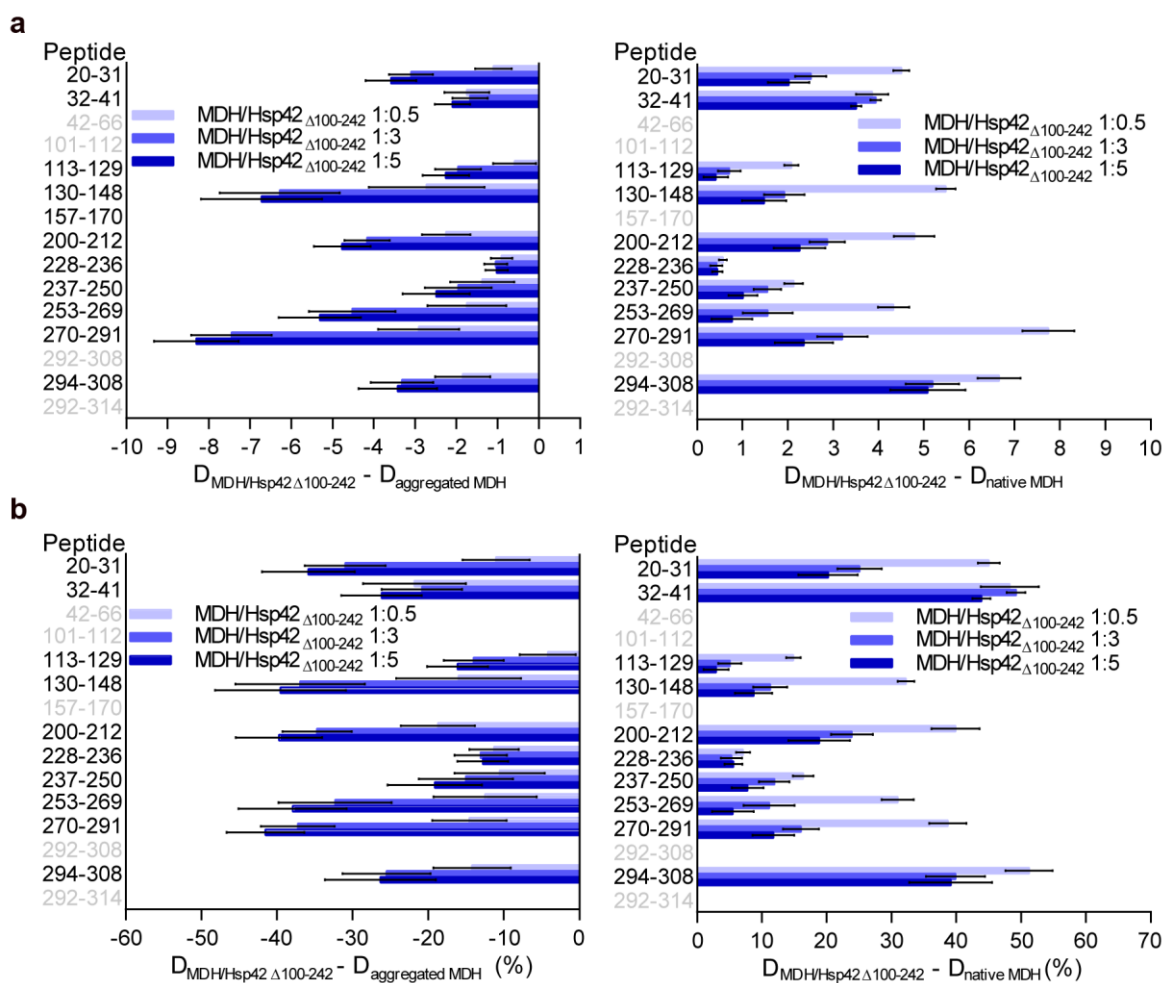 a
Peptide
20-31
32-41
42-66
101-112
113-129
130-148
157-170
200-212
228-236
237-250
253-269
270-291
292-308
294-308
292-314
MDH/Hsp42Δ100-242 1:0.5
MDH/Hsp42Δ100-242 1:3
MDH/Hsp42Δ100-242 1:5
-10 -9 -8 -7 -6 -5 -4 -3 -2 -1 0 1
DMDH/Hsp42Δ100-242 - Daggregated MDH
Peptide
20-31
32-41
42-66
101-112
113-129
130-148
157-170
200-212
228-236
237-250
253-269
270-291
292-308
294-308
292-314
MDH/Hsp42Δ100-242 1:0.5
MDH/Hsp42Δ100-242 1:3
MDH/Hsp42Δ100-242 1:5
0 1 2 3 4 5 6 7 8 9 10
DMDH/Hsp42Δ100-242 - Dnative MDH
b
Peptide
20-31
32-41
42-66
101-112
113-129
130-148
157-170
200-212
228-236
237-250
253-269
270-291
292-308
294-308
292-314
MDH/Hsp42Δ100-242 1:0.5
MDH/Hsp42Δ100-242 1:3
MDH/Hsp42Δ100-242 1:5
-60 -50 -40 -30 -20 -10 0
DMDH/Hsp42Δ100-242 - Daggregated MDH (%)
Peptide
20-31
32-41
42-66
101-112
113-129
130-148
157-170
200-212
228-236
237-250
253-269
270-291
292-308
294-308
292-314
MDH/Hsp42Δ100-242 1:0.5
MDH/Hsp42Δ100-242 1:3
MDH/Hsp42Δ100-242 1:5
0 10 20 30 40 50 60 70
DMDH/Hsp42Δ100-242 - Dnative MDH (%)